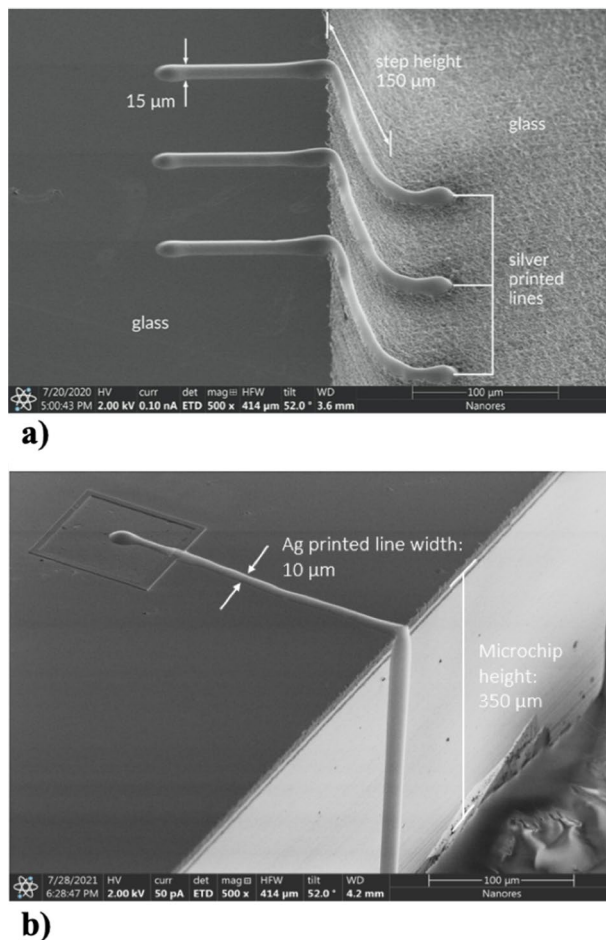 step height
150 µm
15 µm
glass
silver
printed
lines
glass
7/20/2020 HV curr det mag HFW tilt WD 100 µm
5:00:43 PM 2.00 kV 0.10 nA ETD 500 x 414 µm 52.0 ° 3.6 mm Nanores
a)
Ag printed line width:
10 µm
Microchip
height:
350 µm
7/28/2021 HV curr det mag HFW tilt WD 100 µm
6:28:47 PM 2.00 kV 50 pA ETD 500 x 414 µm 52.0 ° 4.2 mm Nanores
b)